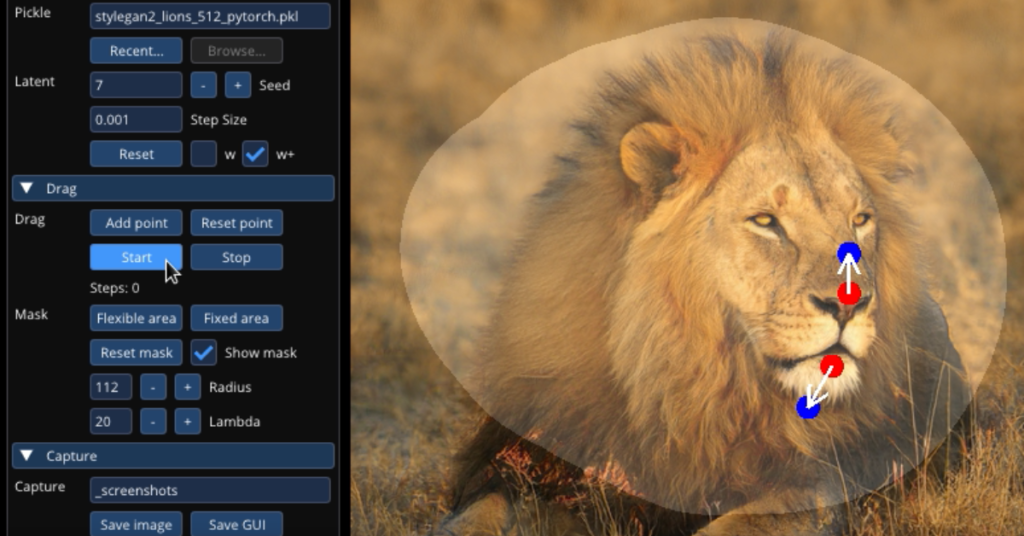 Pickle stylegan2_lions_512_pytorch.pkl
Recent... Browse...
Latent 7 - + Seed
0.001 Step Size
Reset w w+
Drag
Drag Add point Reset point
Start Stop
Steps: 0
Mask Flexible area Fixed area
Reset mask Show mask
112 - + Radius
20 - + Lambda
Capture
Capture _screenshots
Save image Save GUI